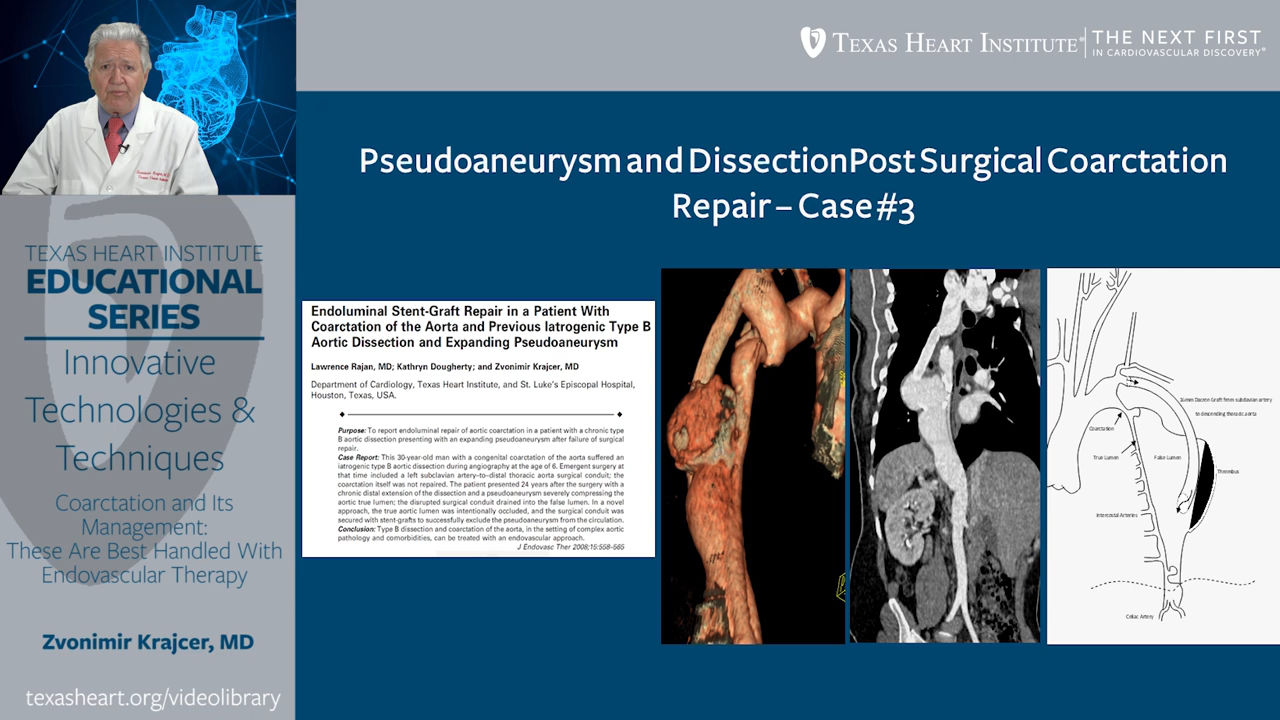 TEXAS HEART INSTITUTE®
THE NEXT FIRST
IN CARDIOVASCULAR DISCOVERY®
Pseudoaneurysm and Dissection Post Surgical Coarctation
Repair – Case #3
TEXAS HEART INSTITUTE
EDUCATIONAL
SERIES
Innovative
Technologies &
Techniques
Coarctation and Its
Management:
These Are Best Handled With
Endovascular Therapy
Zvonimir Krajcer, MD
texasheart.org/videolibrary
Endoluminal Stent-Graft Repair in a Patient With
Coarctation of the Aorta and Previous Iatrogenic Type B
Aortic Dissection and Expanding Pseudoaneurysm
Lawrence Rajan, MD; Kathryn Dougherty; and Zvonimir Krajcer, MD
Department of Cardiology, Texas Heart Institute, and St. Luke's Episcopal Hospital,
Houston, Texas, USA.
Purpose: To report endoluminal repair of aortic coarctation in a patient with a chronic type
B aortic dissection presenting with an expanding pseudoaneurysm after failure of surgical
repair.
Case Report: This 30-year-old man with a congenital coarctation of the aorta suffered an
iatrogenic type B aortic dissection during angiography at the age of 6. Emergent surgery at
that time included a left subclavian artery–to–distal thoracic aorta surgical conduit; the
coarctation itself was not repaired. The patient presented 24 years after the surgery with a
chronic distal extension of the dissection and a pseudoaneurysm severely compressing the
aortic true lumen; the disrupted surgical conduit drained into the false lumen. In a novel
approach, the true aortic lumen was intentionally occluded, and the surgical conduit was
secured with stent-grafts to successfully exclude the pseudoaneurysm from the circulation.
Conclusion: Type B dissection and coarctation of the aorta, in the setting of complex aortic
pathology and comorbidities, can be treated with an endovascular approach.
J Endovasc Ther 2008;15:558–565
Dacron Graft from subclavian artery
to descending thoracic aorta
Coarctation
True Lumen
False Lumen
Thrombus
Intercostal Arteries
Celiac Artery